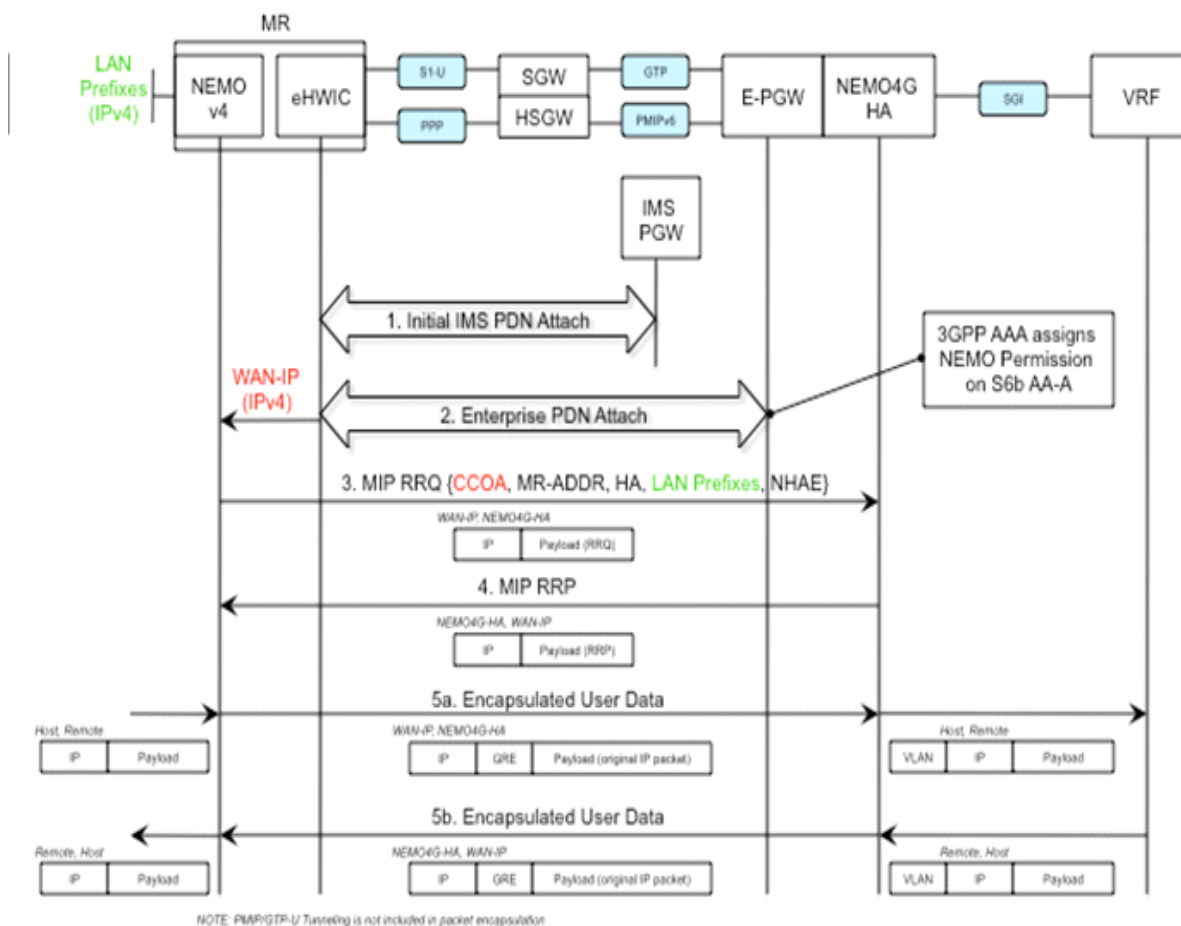 MR
LAN
Prefixes
(IPv4)
NEMO
v4
eHWIC
S1-U
PPP
SGW
HSGW
GTP
PMIPv6
E-PGW
NEMO4G
HA
SGI
VRF
IMS
PGW
1. Initial IMS PDN Attach
3GPP AAA assigns
NEMO Permission
on S6b AA-A
WAN-IP
(IPv4)
2. Enterprise PDN Attach
3. MIP RRQ {CCOA, MR-ADDR, HA, LAN Prefixes, NHAE}
WAN-IP, NEMO4G-HA
IP
Payload (RRQ)
4. MIP RRP
NEMO4G-HA, WAN-IP
IP
Payload (RRP)
5a. Encapsulated User Data
Host, Remote
IP
Payload
WAN-IP, NEMO4G-HA
IP
GRE
Payload (original IP packet)
Host, Remote
VLAN
IP
Payload
5b. Encapsulated User Data
Remote, Host
IP
Payload
NEMO4G-HA, WAN-IP
IP
GRE
Payload (original IP packet)
Remote, Host
VLAN
IP
Payload
NOTE: PMIP/GTP-U Tunneling is not included in packet encapsulation